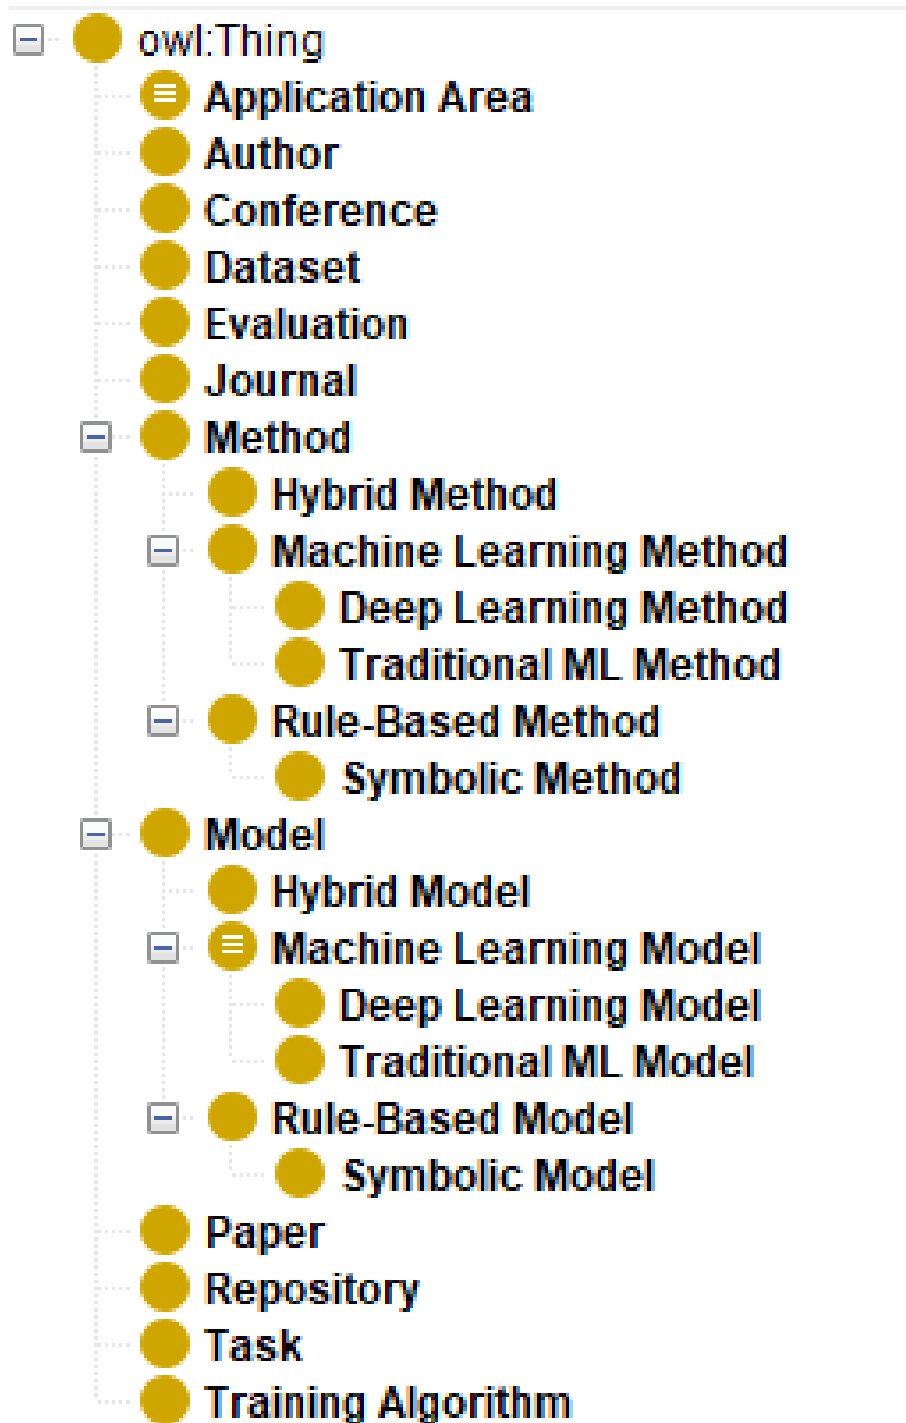 owl:Thing
Application Area
Author
Conference
Dataset
Evaluation
Journal
Method
Hybrid Method
Machine Learning Method
Deep Learning Method
Traditional ML Method
Rule-Based Method
Symbolic Method
Model
Hybrid Model
Machine Learning Model
Deep Learning Model
Traditional ML Model
Rule-Based Model
Symbolic Model
Paper
Repository
Task
Training Algorithm